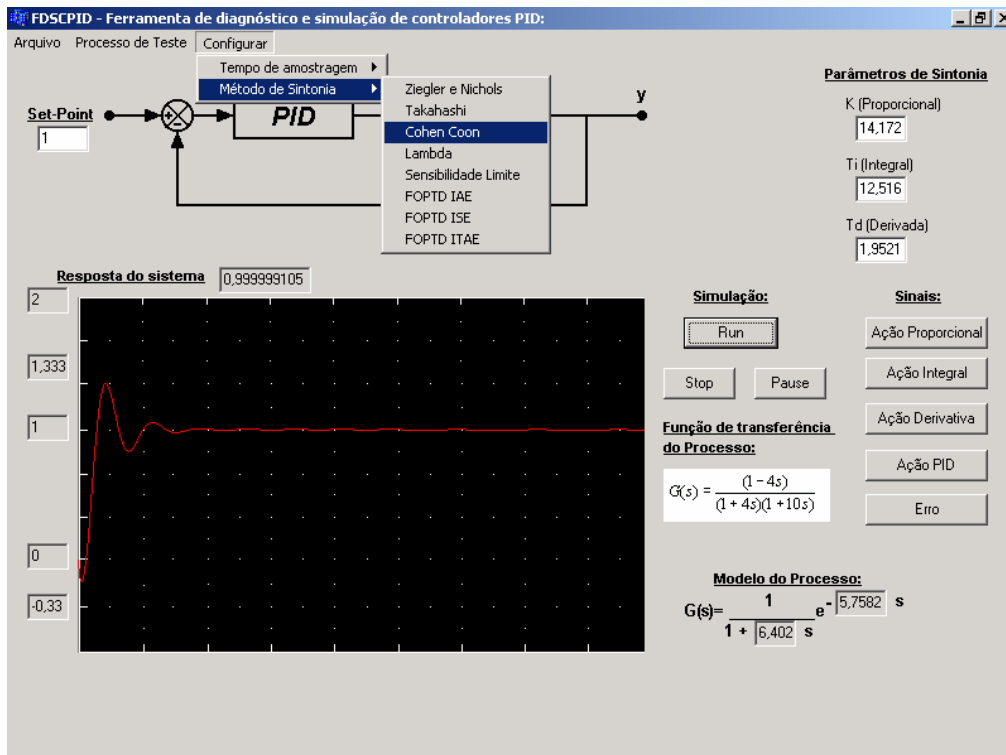 FDSCPID - Ferramenta de diagnóstico e simulação de controladores PID:
Arquivo Processo de Teste Configurar
Tempo de amostragem
Método de Sintonia
Ziegler e Nichols
Takahashi
Cohen Coon
Lambda
Sensibilidade Limite
FOPTD IAE
FOPTD ISE
FOPTD ITAE
Set-Point
1
+
-
PID
y
Parâmetros de Sintonia
K (Proporcional)
14,172
Ti (Integral)
12,516
Td (Derivada)
1,9521
Resposta do sistema 0,999999105
2
1,333
1
0
-0,33
Simulação:
Run
Stop Pause
Sinais:
Ação Proporcional
Ação Integral
Ação Derivativa
Ação PID
Erro
Função de transferência
do Processo:
G(s) = (1 − 4s) / (1 + 4s)(1 + 10s)
Modelo do Processo:
G(s)= 1 / 1 + 6,402 s e - 5,7582 s